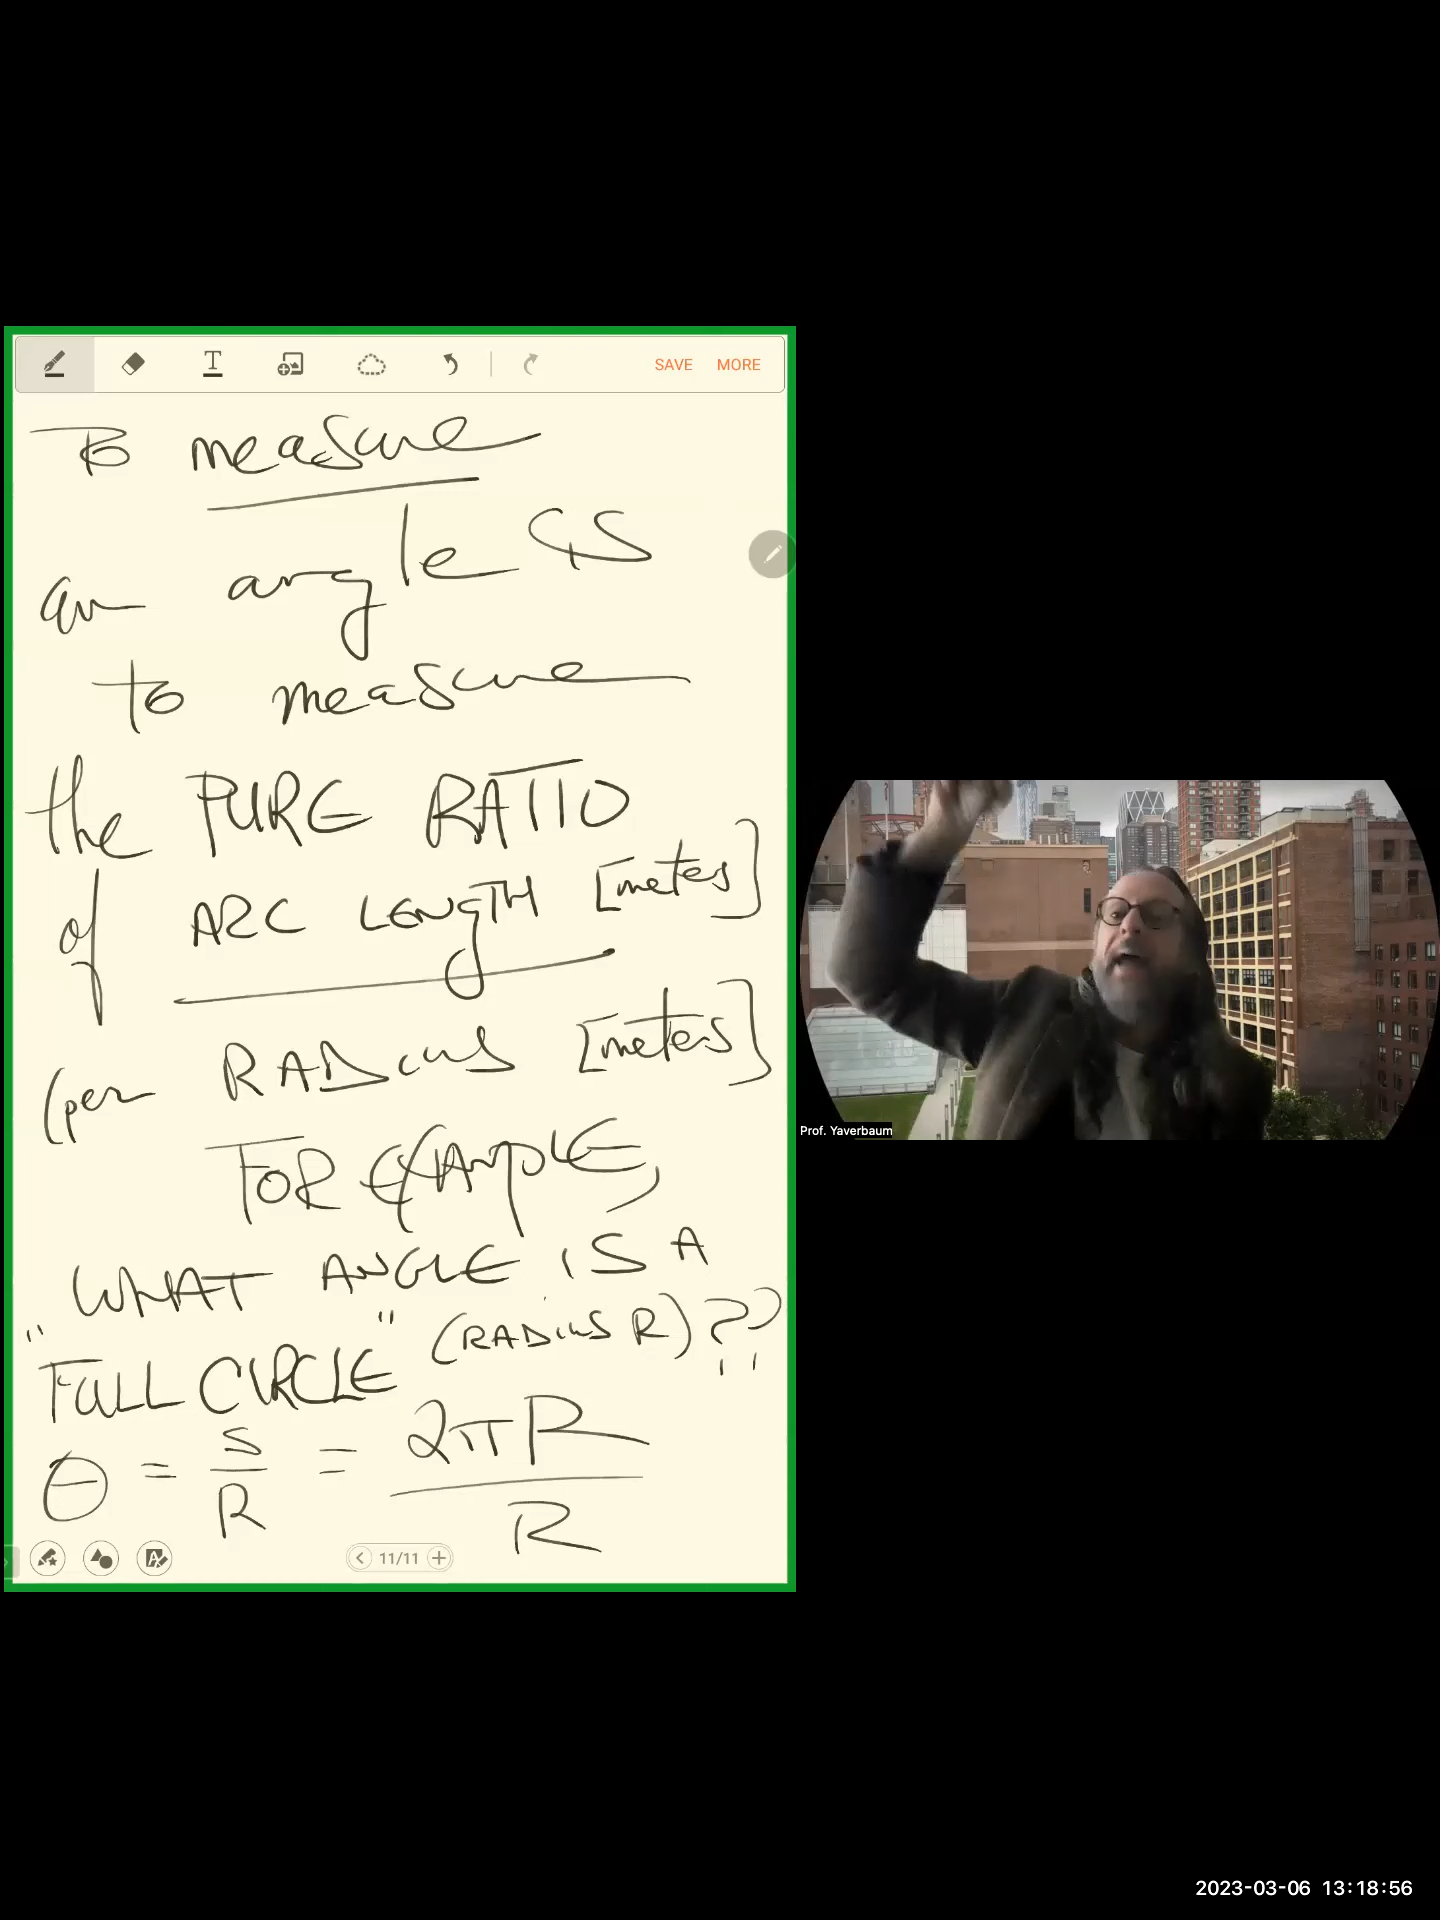 T
SAVE MORE
To measure
an angle is
to measure
the PURE RATIO
of ARC LENGTH [meters]
(per RADIUS [meters]
FOR EXAMPLE,
"WHAT ANGLE IS A
FULL CIRCLE" (RADIUS R)??
θ = S/R = 2πR/R
A
11/11
Prof. Yaverbaum
2023-03-06 13:18:56